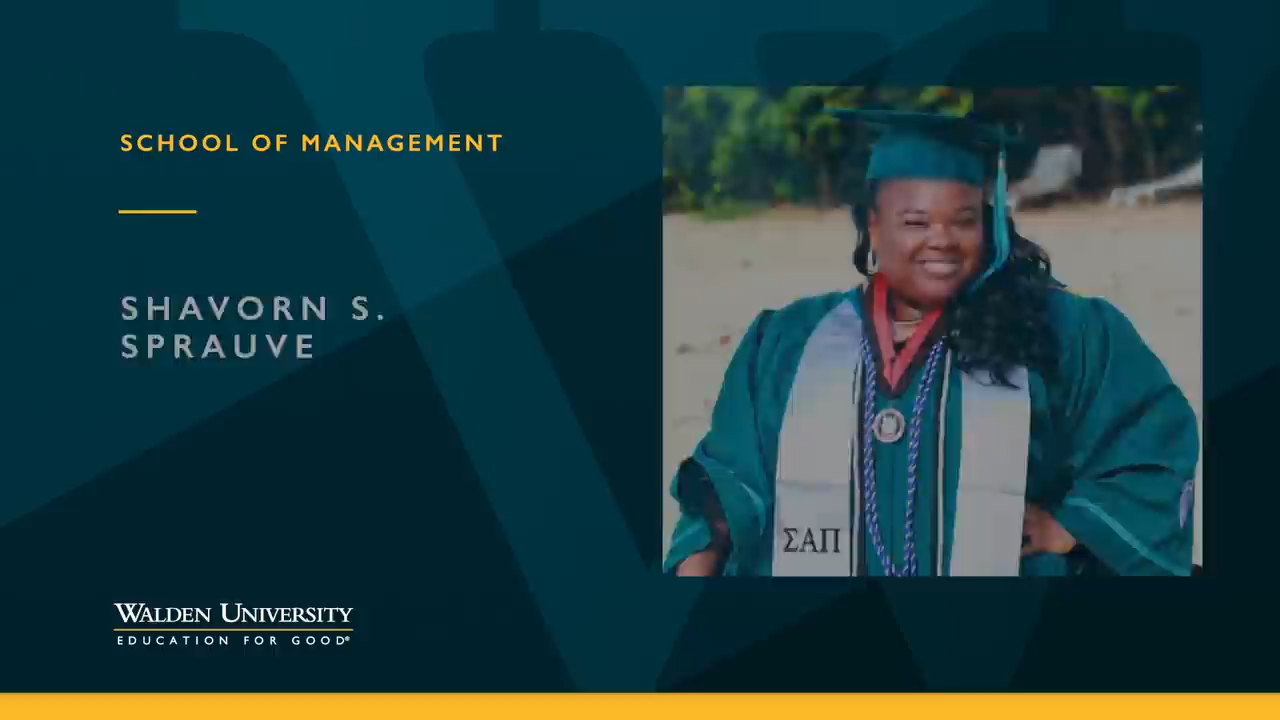 SCHOOL OF MANAGEMENT
SHAVORN S.
SPRAUVE
ΣΑΠ
WALDEN UNIVERSITY
EDUCATION FOR GOOD®